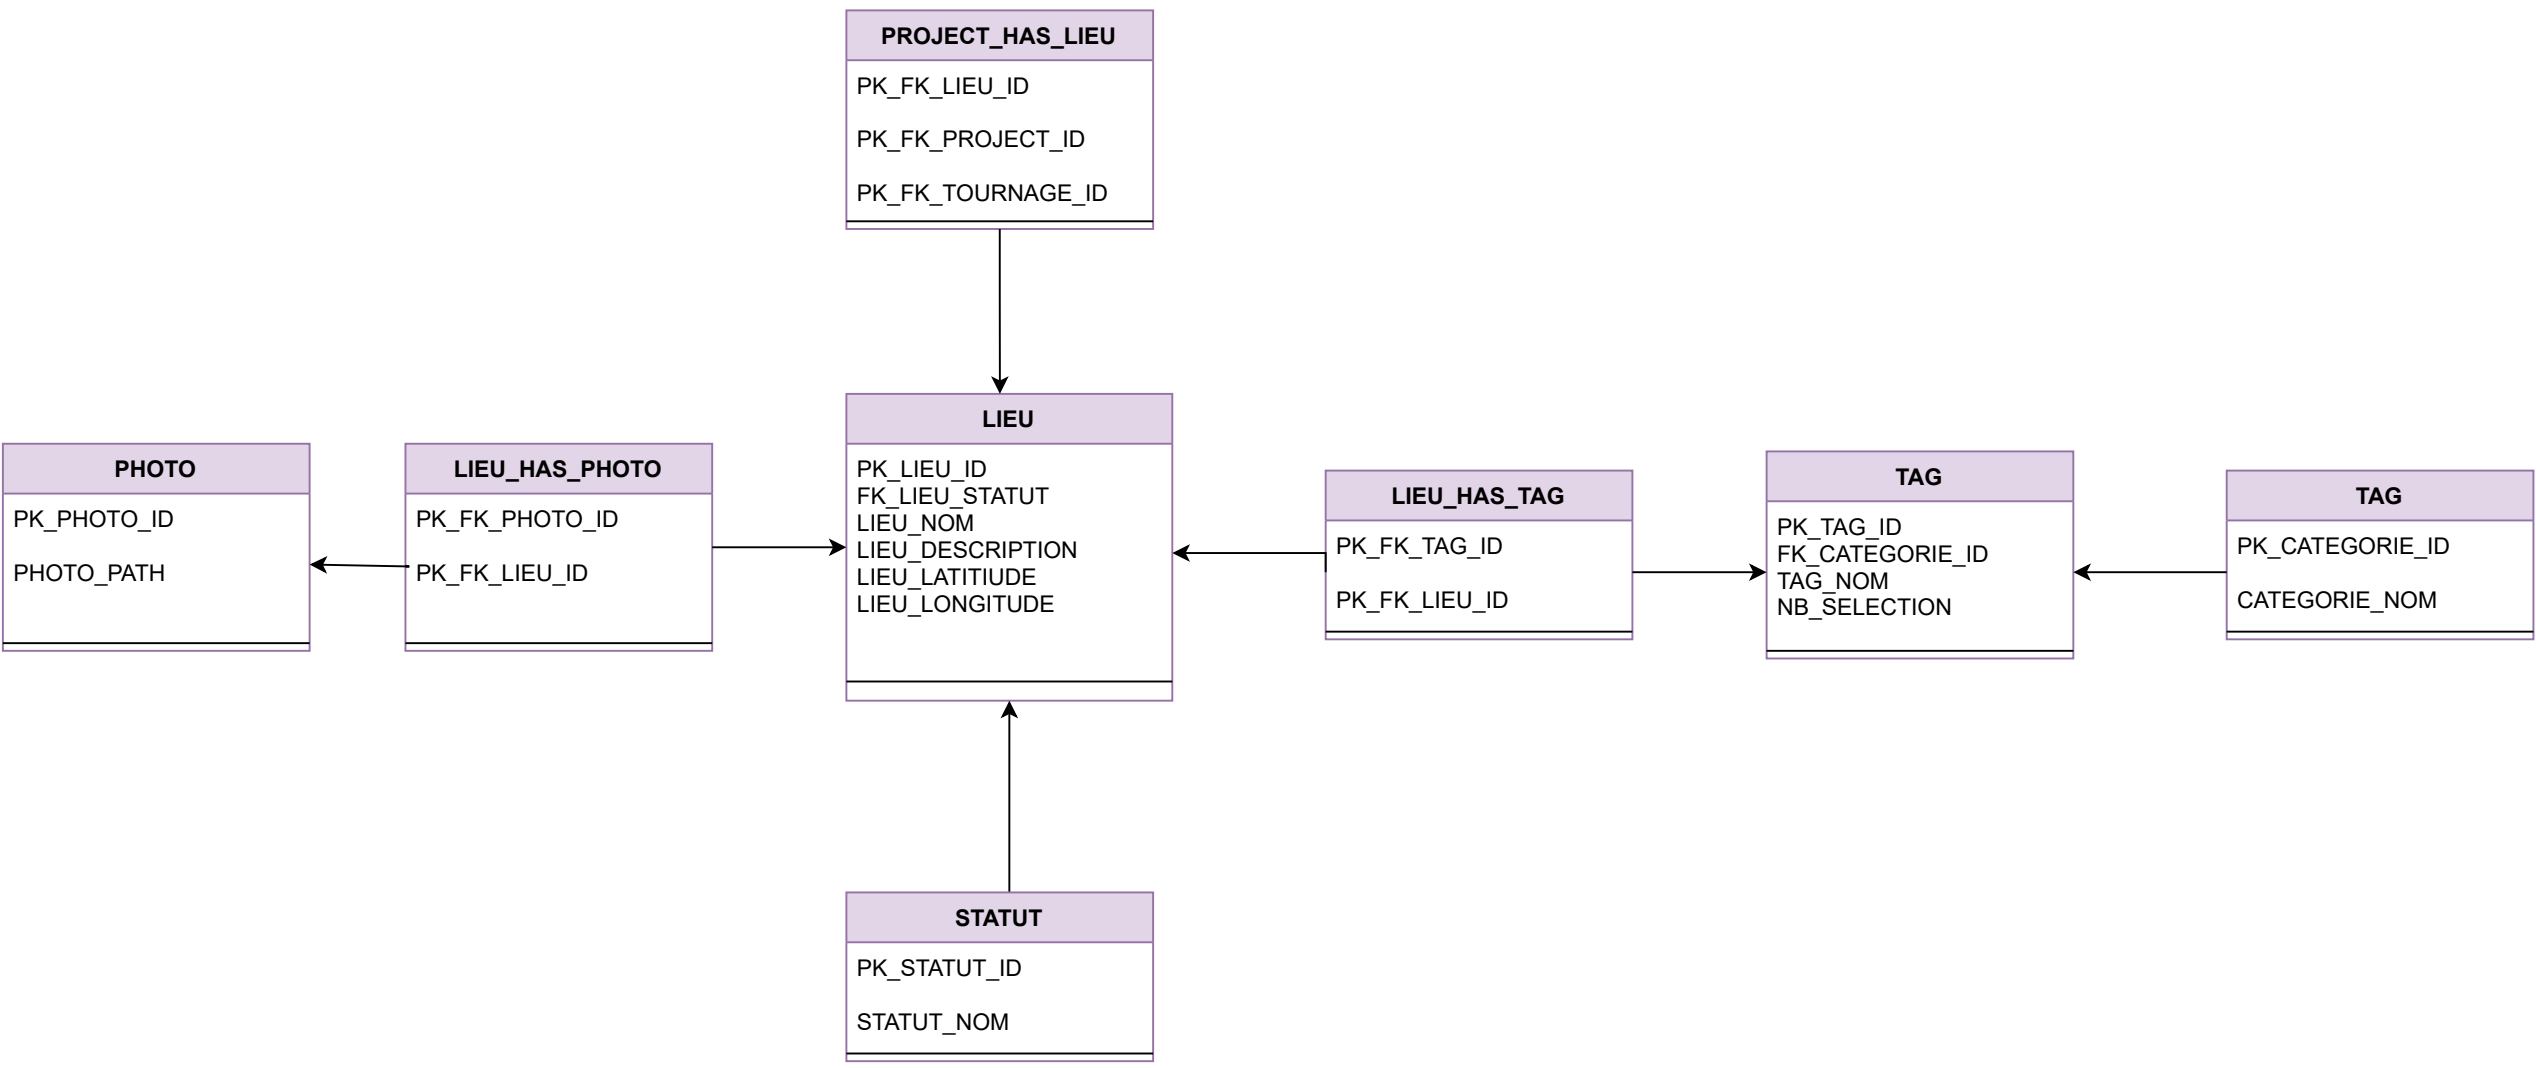 PROJECT_HAS_LIEU
PK_FK_LIEU_ID
PK_FK_PROJECT_ID
PK_FK_TOURNAGE_ID
PHOTO
PK_PHOTO_ID
PHOTO_PATH
LIEU_HAS_PHOTO
PK_FK_PHOTO_ID
PK_FK_LIEU_ID
LIEU
PK_LIEU_ID
FK_LIEU_STATUT
LIEU_NOM
LIEU_DESCRIPTION
LIEU_LATITIUDE
LIEU_LONGITUDE
LIEU_HAS_TAG
PK_FK_TAG_ID
PK_FK_LIEU_ID
TAG
PK_TAG_ID
FK_CATEGORIE_ID
TAG_NOM
NB_SELECTION
TAG
PK_CATEGORIE_ID
CATEGORIE_NOM
STATUT
PK_STATUT_ID
STATUT_NOM